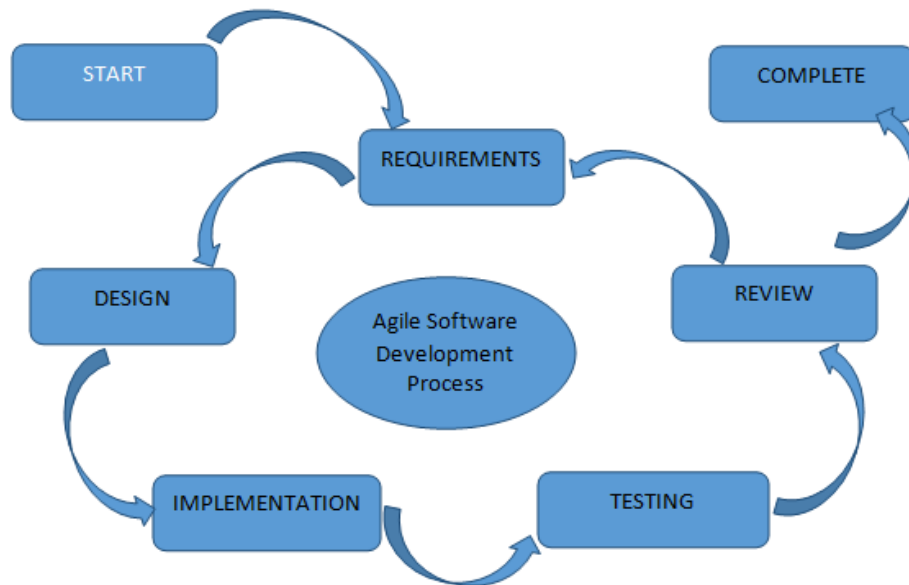 START
COMPLETE
REQUIREMENTS
DESIGN
REVIEW
Agile Software
Development
Process
IMPLEMENTATION
TESTING